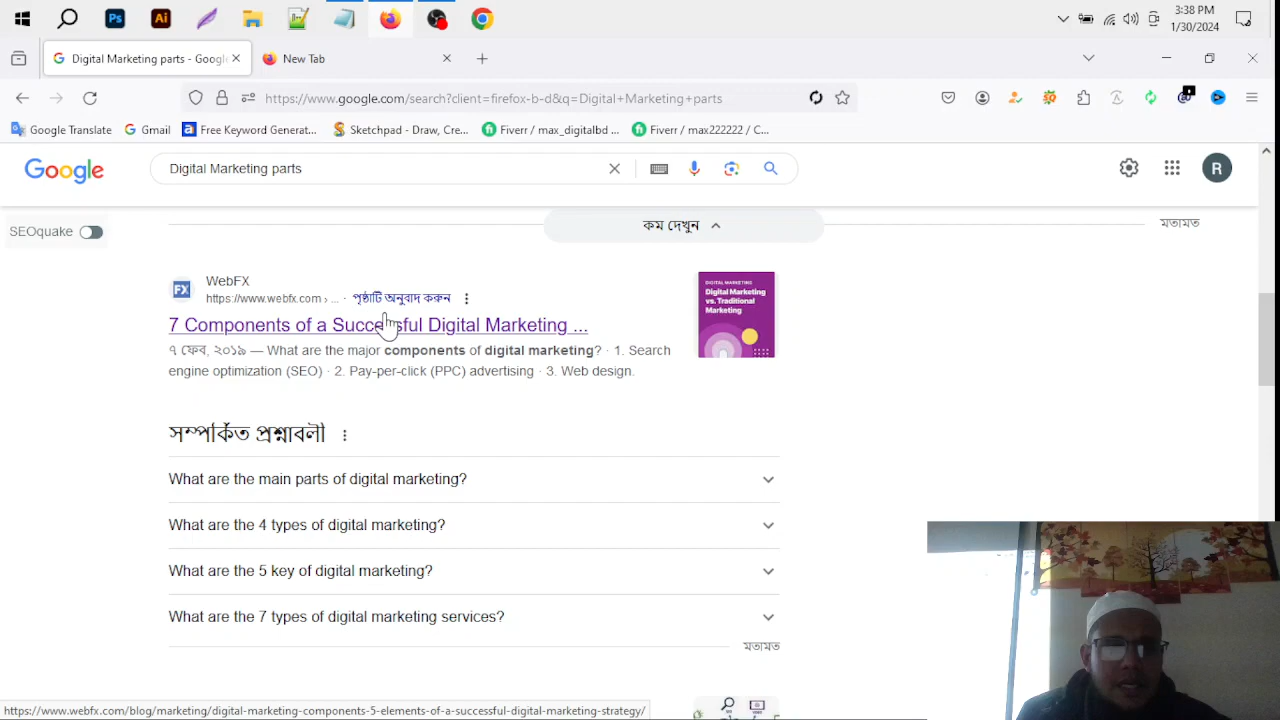 Ps
Ai
3:38 PM
1/30/2024
Digital Marketing parts - Google
New Tab
https://www.google.com/search?client=firefox-b-d&q=Digital+Marketing+parts
Google Translate
Gmail
Free Keyword Generat...
Sketchpad - Draw, Cre...
Fiverr / max_digitalbd ...
Fiverr / max222222 / C...
Google
Digital Marketing parts
R
SEOquake
কম দেখুন
মতামত
FX
WebFX
https://www.webfx.com › ... · পৃষ্ঠাটি অনুবাদ করুন
7 Components of a Successful Digital Marketing ...
৭ ফেব, ২০১৯ — What are the major components of digital marketing? · 1. Search
engine optimization (SEO) · 2. Pay-per-click (PPC) advertising · 3. Web design.
DIGITAL MARKETING
Digital Marketing
vs. Traditional
Marketing
সম্পর্কিত প্রশ্নাবলী
What are the main parts of digital marketing?
What are the 4 types of digital marketing?
What are the 5 key of digital marketing?
What are the 7 types of digital marketing services?
মতামত
https://www.webfx.com/blog/marketing/digital-marketing-components-5-elements-of-a-successful-digital-marketing-strategy/